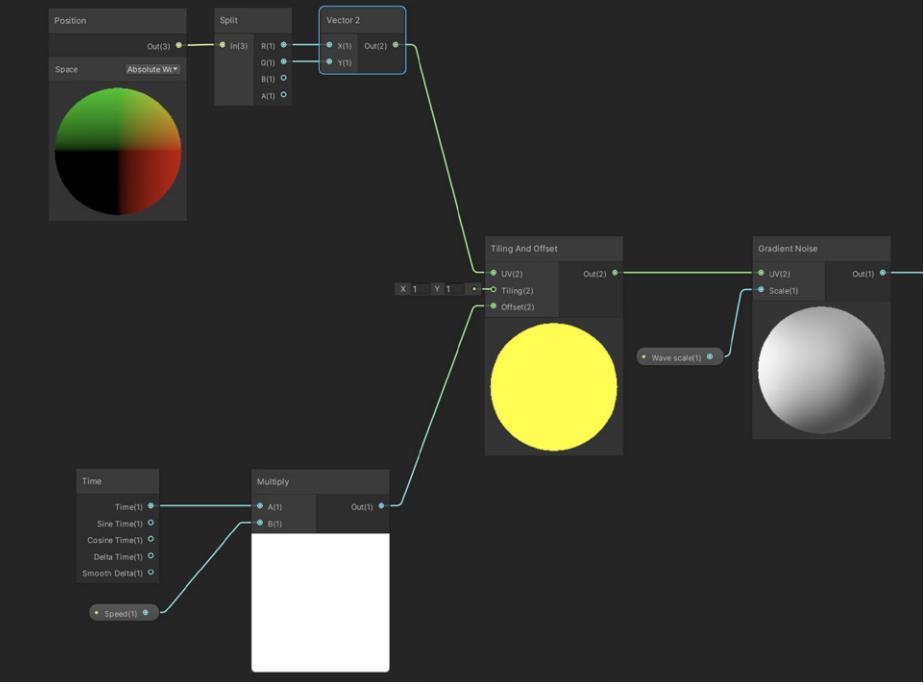 Position
Out(3)
Space
Absolute Wc
Split
In(3)
R(1)
G(1)
B(1)
A(1)
Vector 2
X(1)
Out(2)
Y(1)
Tiling And Offset
UV(2)
Out(2)
X 1 Y 1
Tiling(2)
Offset(2)
Gradient Noise
UV(2)
Out(1)
Scale(1)
Wave scale(1)
Time
Time(1)
Sine Time(1)
Cosine Time(1)
Delta Time(1)
Smooth Delta(1)
Speed(1)
Multiply
A(1)
Out(1)
B(1)